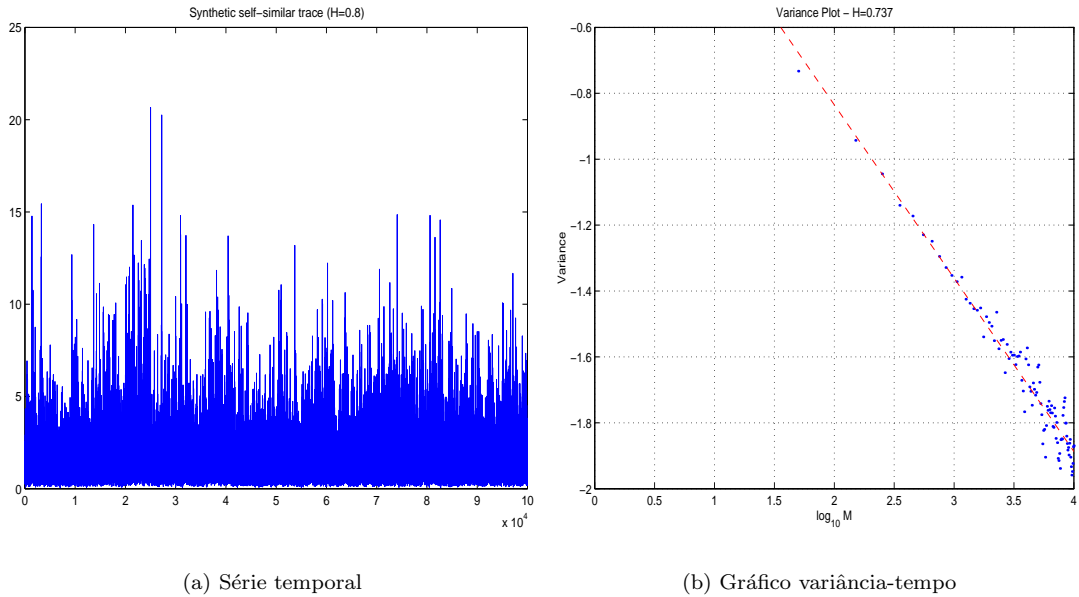 Synthetic self−similar trace (H=0.8)
25
20
15
10
5
0
0 1 2 3 4 5 6 7 8 9 10
x 10^4
(a) Série temporal
Variance Plot − H=0.737
−0.6
−0.8
−1
−1.2
−1.4
−1.6
−1.8
−2
Variance
0 0.5 1 1.5 2 2.5 3 3.5 4
log10 M
(b) Gráfico variância-tempo